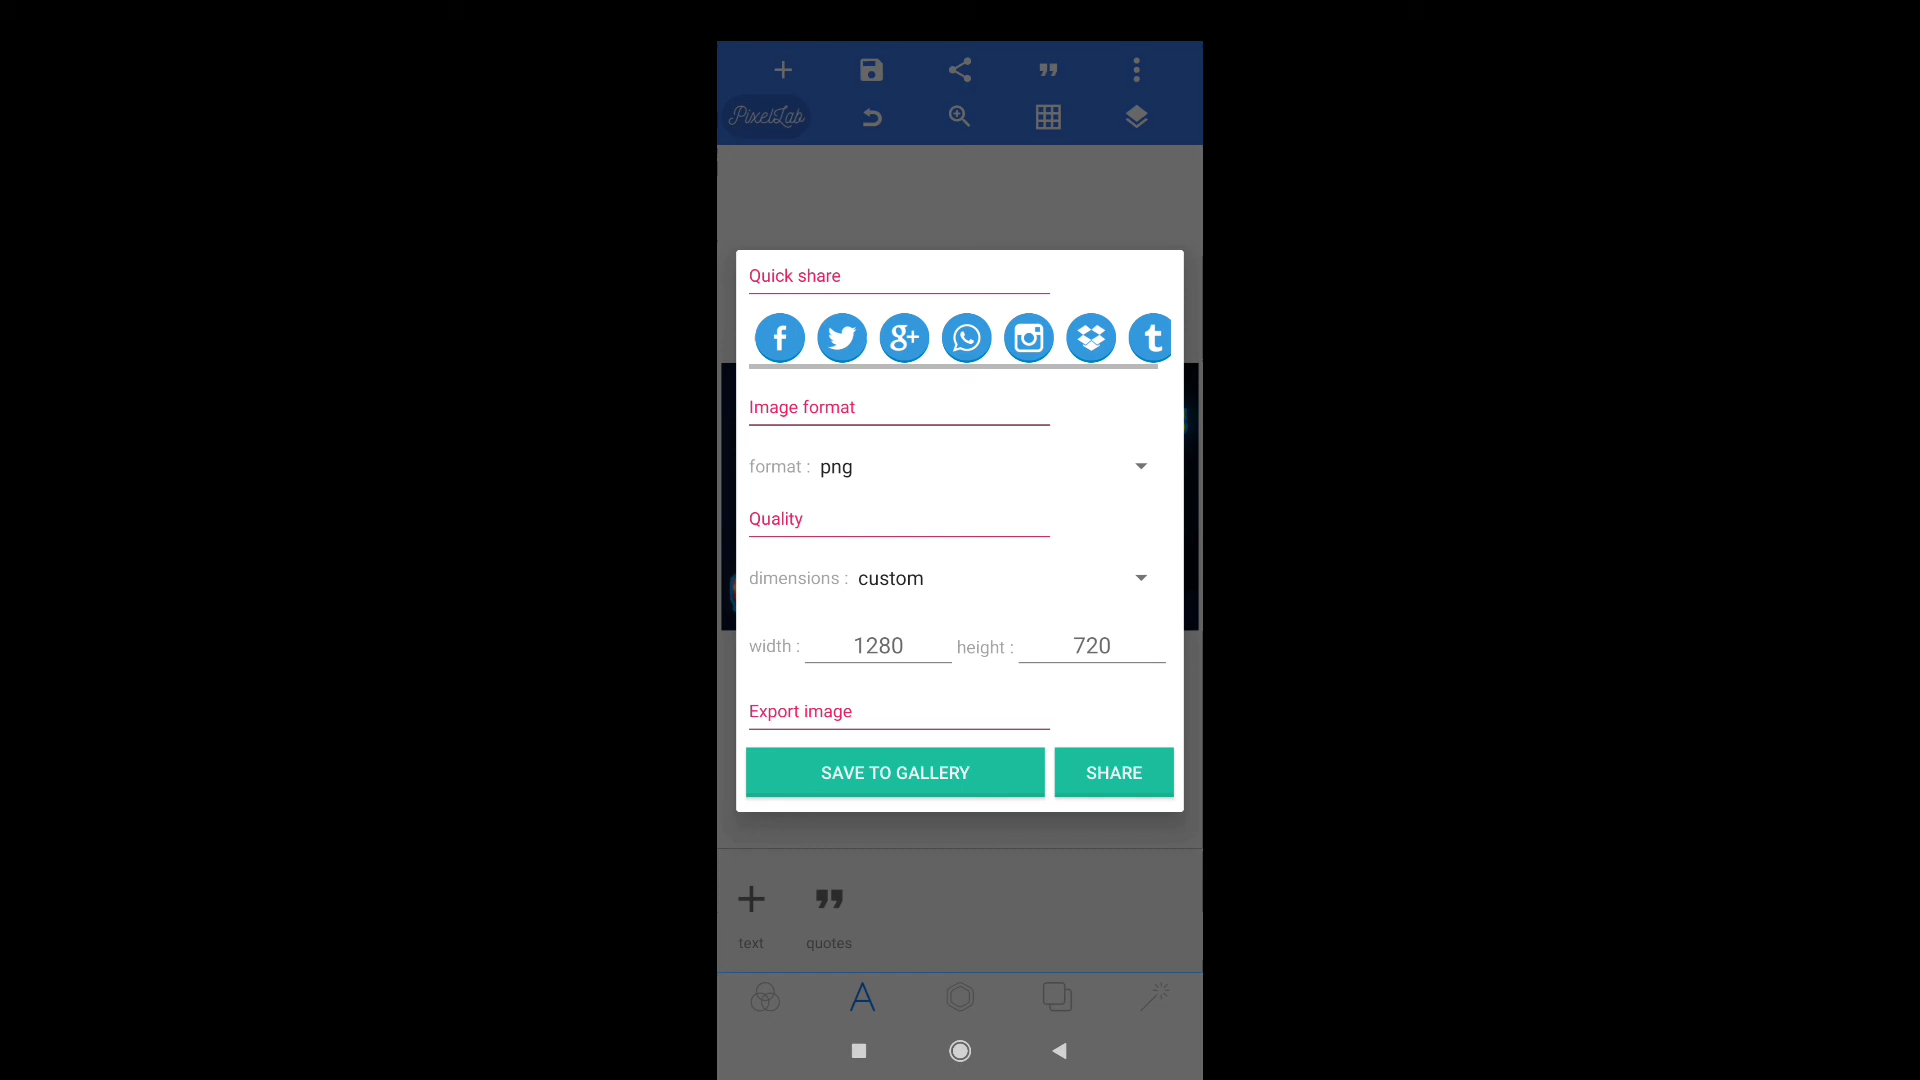 PixelLab
Quick share
Image format
format : png
Quality
dimensions : custom
width : 1280 height : 720
Export image
SAVE TO GALLERY SHARE
text quotes